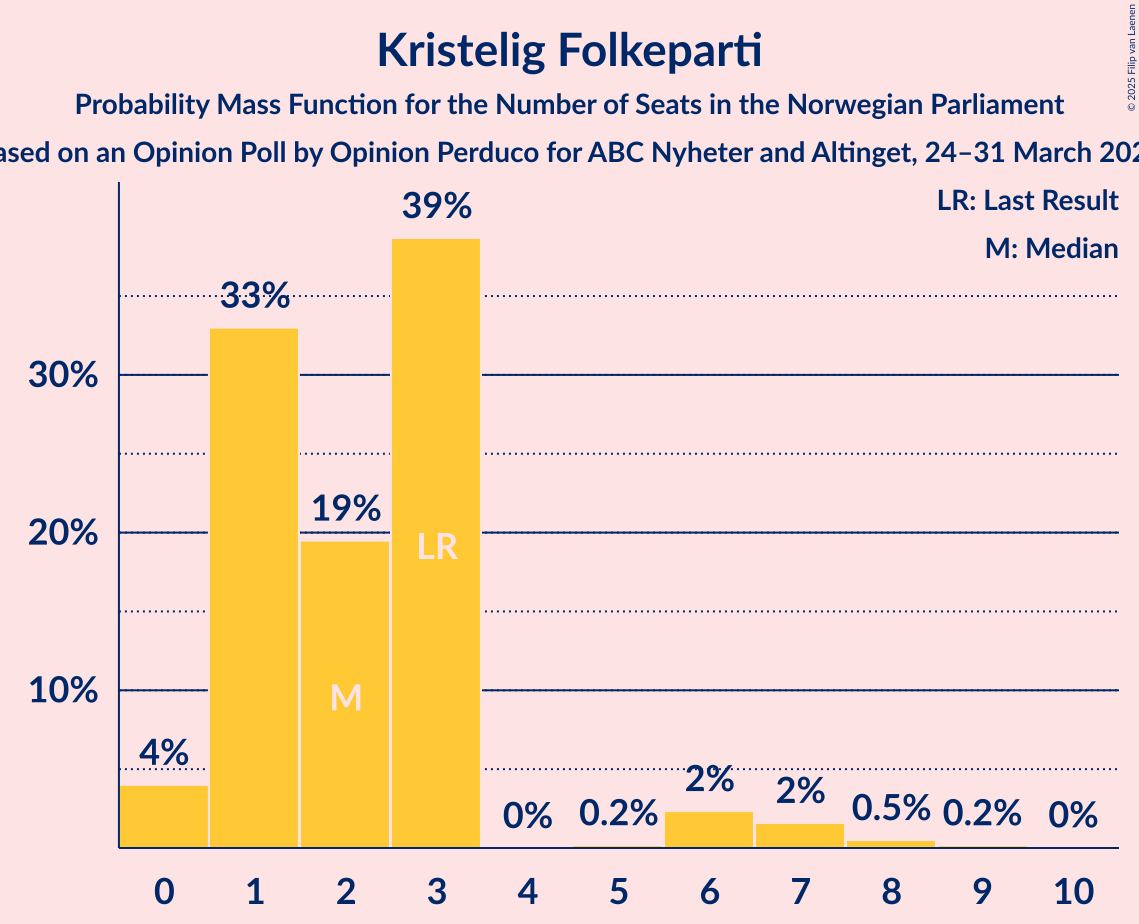 Kristelig Folkeparti
Probability Mass Function for the Number of Seats in the Norwegian Parliament
on an Opinion Poll by Opinion Perduco for ABC Nyheter and Altinget, 24–31 March
© 2025 Filip van Laenen
LR: Last Result
M: Median
39%
33%
30%
19%
20%
LR
M
10%
4%
0%
0.2%
2%
2%
0.5%
0.2%
0%
0 1 2 3 4 5 6 7 8 9 10